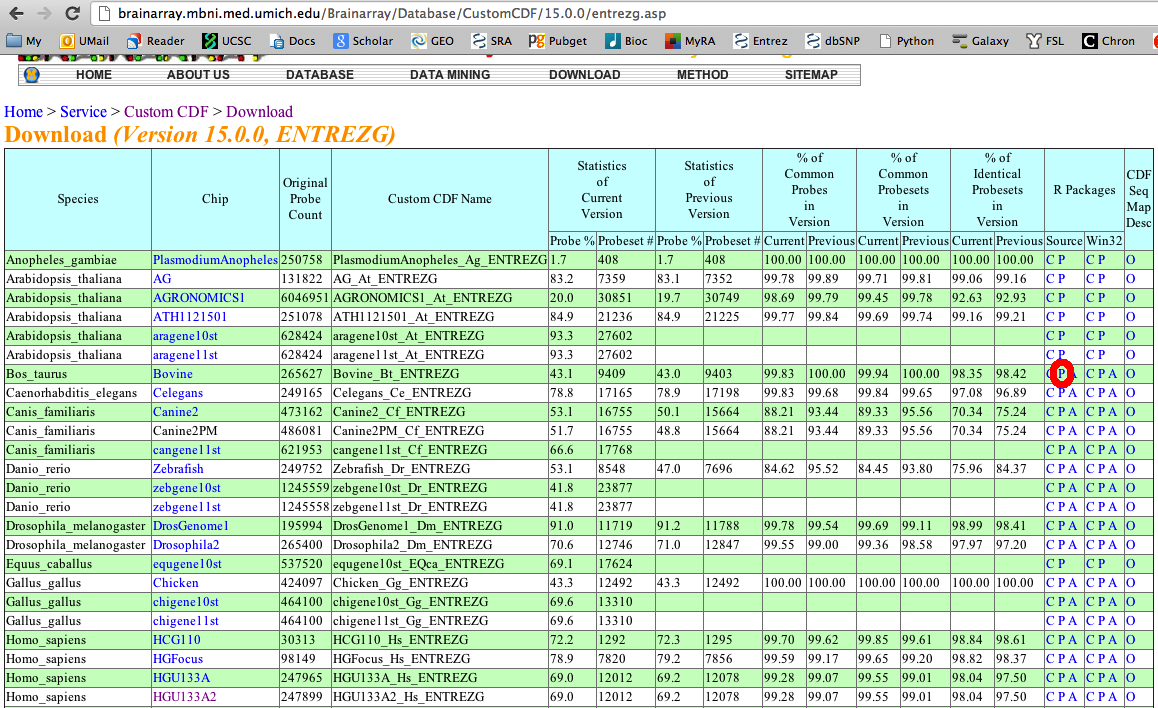 brainarray.mbni.med.umich.edu/Brainarray/Database/CustomCDF/15.0.0/entrezg.asp
My UMail Reader UCSC Docs Scholar GEO SRA Pubget Bioc MyRA Entrez dbSNP Python Galaxy FSL Chron
HOME ABOUT US DATABASE DATA MINING DOWNLOAD METHOD SITEMAP
Home > Service > Custom CDF > Download
Download (Version 15.0.0, ENTREZG)
Species Chip Original Probe Count Custom CDF Name Statistics of Current Version Statistics of Previous Version % of Common Probes in Version % of Common Probesets in Version % of Identical Probesets in Version R Packages CDF Seq Map Desc
Probe % Probeset # Probe % Probeset # Current Previous Current Previous Current Previous Source Win32
Anopheles_gambiae PlasmodiumAnopheles 250758 PlasmodiumAnopheles_Ag_ENTREZG 1.7 408 1.7 408 100.00 100.00 100.00 100.00 100.00 100.00 C P C P O
Arabidopsis_thaliana AG 131822 AG_At_ENTREZG 83.2 7359 83.1 7352 99.78 99.89 99.71 99.81 99.06 99.16 C P C P O
Arabidopsis_thaliana AGRONOMICS1 6046951 AGRONOMICS1_At_ENTREZG 20.0 30851 19.7 30749 98.69 99.79 99.45 99.78 92.63 92.93 C P C P O
Arabidopsis_thaliana ATH1121501 251078 ATH1121501_At_ENTREZG 84.9 21236 84.9 21225 99.77 99.84 99.69 99.74 99.16 99.21 C P C P O
Arabidopsis_thaliana aragene10st 628424 aragene10st_At_ENTREZG 93.3 27602 C P C P O
Arabidopsis_thaliana aragene11st 628424 aragene11st_At_ENTREZG 93.3 27602 C P C P O
Bos_taurus Bovine 265627 Bovine_Bt_ENTREZG 43.1 9409 43.0 9403 99.83 100.00 99.94 100.00 98.35 98.42 C P A C P A O
Caenorhabditis_elegans Celegans 249165 Celegans_Ce_ENTREZG 78.8 17165 78.9 17198 99.83 99.68 99.84 99.65 97.08 96.89 C P A C P A O
Canis_familiaris Canine2 473162 Canine2_Cf_ENTREZG 53.1 16755 50.1 15664 88.21 93.44 89.33 95.56 70.34 75.24 C P A C P A O
Canis_familiaris Canine2PM 486081 Canine2PM_Cf_ENTREZG 51.7 16755 48.8 15664 88.21 93.44 89.33 95.56 70.34 75.24 C P A C P A O
Canis_familiaris cangene11st 621953 cangene11st_Cf_ENTREZG 66.6 17768 C P A C P A O
Danio_rerio Zebrafish 249752 Zebrafish_Dr_ENTREZG 53.1 8548 47.0 7696 84.62 95.52 84.45 93.80 75.96 84.37 C P A C P A O
Danio_rerio zebgene10st 1245559 zebgene10st_Dr_ENTREZG 41.8 23877 C P A C P A O
Danio_rerio zebgene11st 1245558 zebgene11st_Dr_ENTREZG 41.8 23877 C P A C P A O
Drosophila_melanogaster DrosGenome1 195994 DrosGenome1_Dm_ENTREZG 91.0 11719 91.2 11788 99.78 99.54 99.69 99.11 98.99 98.41 C P A C P A O
Drosophila_melanogaster Drosophila2 265400 Drosophila2_Dm_ENTREZG 70.6 12746 71.0 12847 99.55 99.00 99.36 98.58 97.97 97.20 C P A C P A O
Equus_caballus equgene10st 537520 equgene10st_EQca_ENTREZG 69.1 17624 C P C P O
Gallus_gallus Chicken 424097 Chicken_Gg_ENTREZG 43.3 12492 43.3 12492 100.00 100.00 100.00 100.00 100.00 100.00 C P A C P A O
Gallus_gallus chigene10st 464100 chigene10st_Gg_ENTREZG 69.6 13310 C P A C P A O
Gallus_gallus chigene11st 464100 chigene11st_Gg_ENTREZG 69.6 13310 C P A C P A O
Homo_sapiens HCG110 30313 HCG110_Hs_ENTREZG 72.2 1292 72.3 1295 99.70 99.62 99.85 99.61 98.84 98.61 C P A C P A O
Homo_sapiens HGFocus 98149 HGFocus_Hs_ENTREZG 78.9 7820 79.2 7856 99.59 99.17 99.65 99.20 98.82 98.37 C P A C P A O
Homo_sapiens HGU133A 247965 HGU133A_Hs_ENTREZG 69.0 12012 69.2 12078 99.28 99.07 99.55 99.01 98.04 97.50 C P A C P A O
Homo_sapiens HGU133A2 247899 HGU133A2_Hs_ENTREZG 69.0 12012 69.2 12078 99.28 99.07 99.55 99.01 98.04 97.50 C P A C P A O